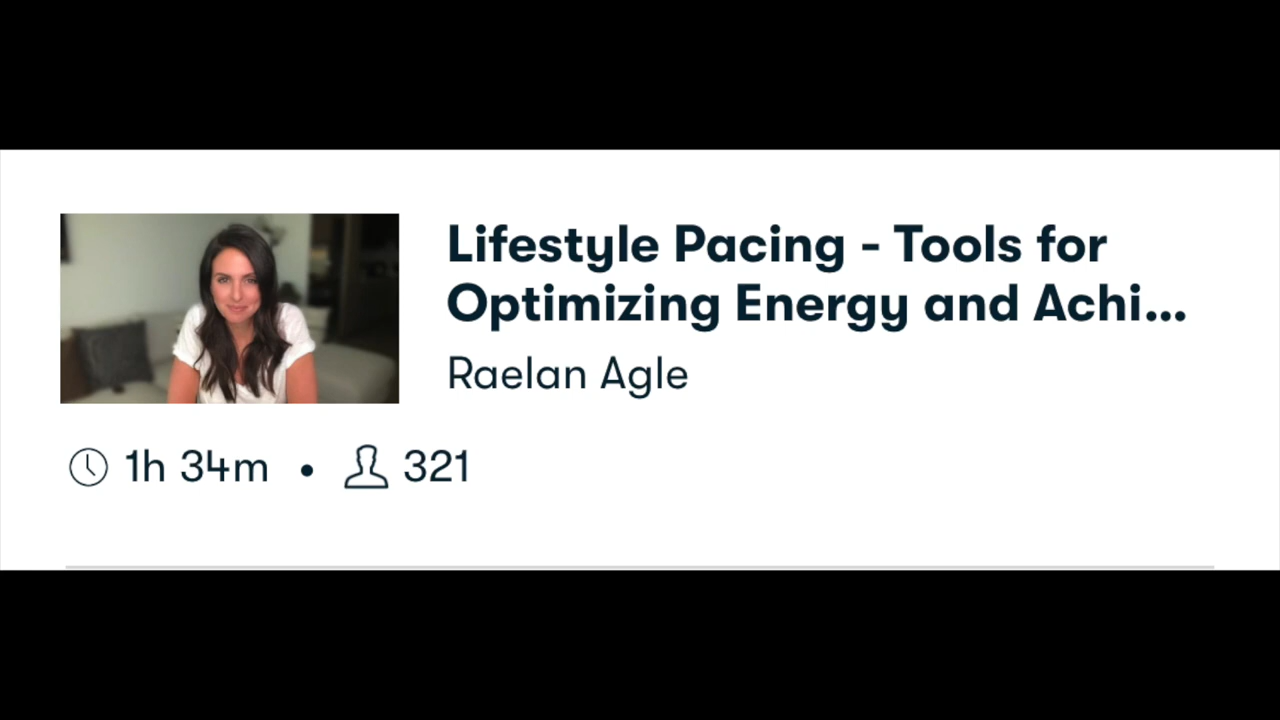 Lifestyle Pacing - Tools for
Optimizing Energy and Achi...
Raelan Agle
1h 34m • 321